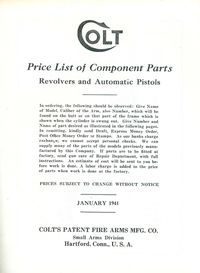 COLT
Price List of Component Parts
Revolvers and Automatic Pistols
In ordering, the following should be observed: Give Name
of Model, Caliber of the Arm, also Number, which will be
found on the butt or on that part of the frame which is
shown when the cylinder is swung out. Give Number and
Name of part desired as illustrated in the following pages.
In remitting, kindly send Draft, Express Money Order,
Post Office Money Order or Stamps. As our banks charge
exchange, we cannot accept personal checks. We can
supply many of the parts of the models previously manu-
factured by this Company. If parts are to be fitted at
factory, send gun care of Repair Department, with full
instructions. An estimate of cost will be sent to you be-
fore work is done. A labor charge is added to the price
of parts when work is done at the factory.
PRICES SUBJECT TO CHANGE WITHOUT NOTICE
JANUARY 1941
COLT'S PATENT FIRE ARMS MFG. CO.
Small Arms Division
Hartford, Conn., U. S. A.